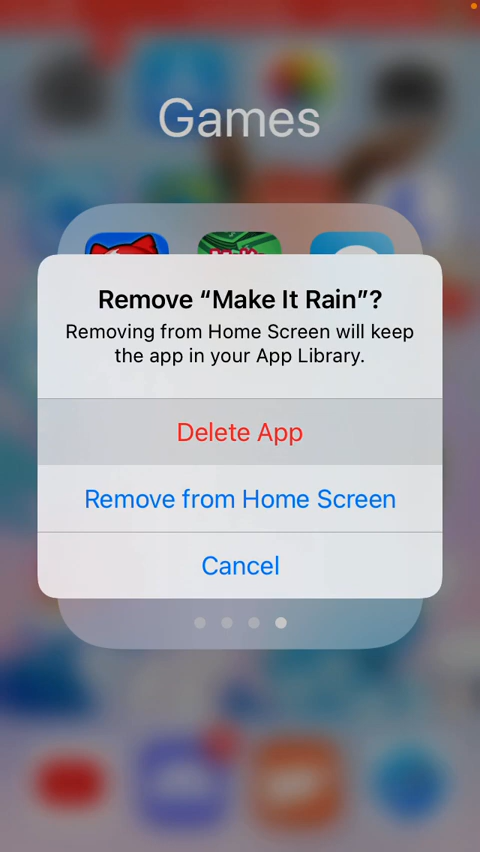 Games
Remove “Make It Rain”?
Removing from Home Screen will keep
the app in your App Library.
Delete App
Remove from Home Screen
Cancel